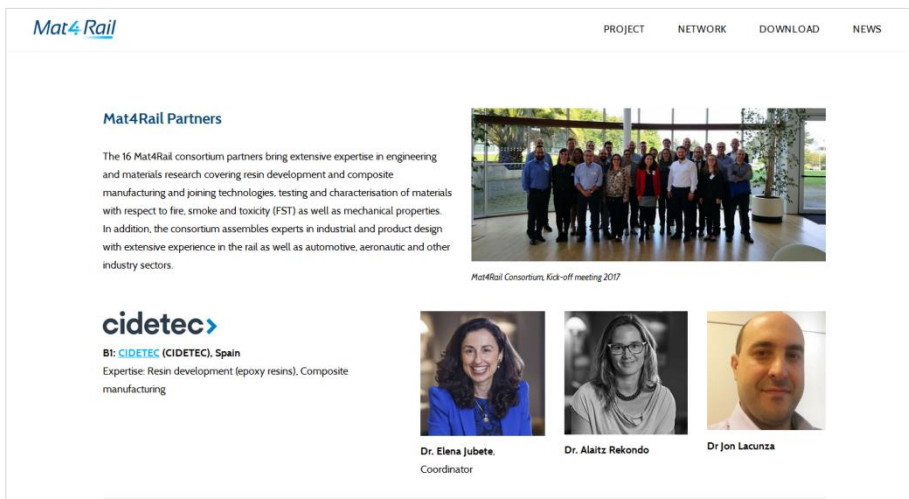 Mat4Rail
PROJECT NETWORK DOWNLOAD NEWS
Mat4Rail Partners
The 16 Mat4Rail consortium partners bring extensive expertise in engineering
and materials research covering resin development and composite
manufacturing and joining technologies, testing and characterisation of materials
with respect to fire, smoke and toxicity (FST) as well as mechanical properties.
In addition, the consortium assembles experts in industrial and product design
with extensive experience in the rail as well as automotive, aeronautic and other
industry sectors.
Mat4Rail Consortium, Kick-off meeting 2017
cidetec>
B1: CIDETEC (CIDETEC), Spain
Expertise: Resin development (epoxy resins), Composite
manufacturing
Dr. Elena Jubete,
Coordinator
Dr. Alaitz Rekondo
Dr Jon Lacunza